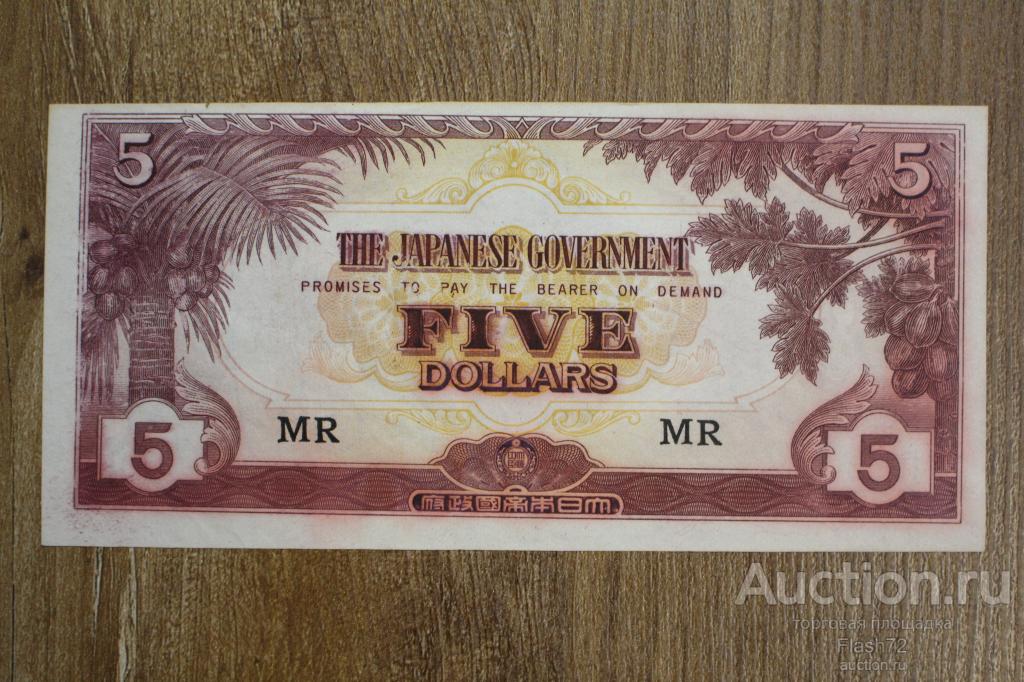 5 5
THE JAPANESE GOVERNMENT
PROMISES TO PAY THE BEARER ON DEMAND
FIVE
DOLLARS
MR MR
5 5
府政國帝本日大
Auction.ru
торговая площадка
Flash72
auction.ru